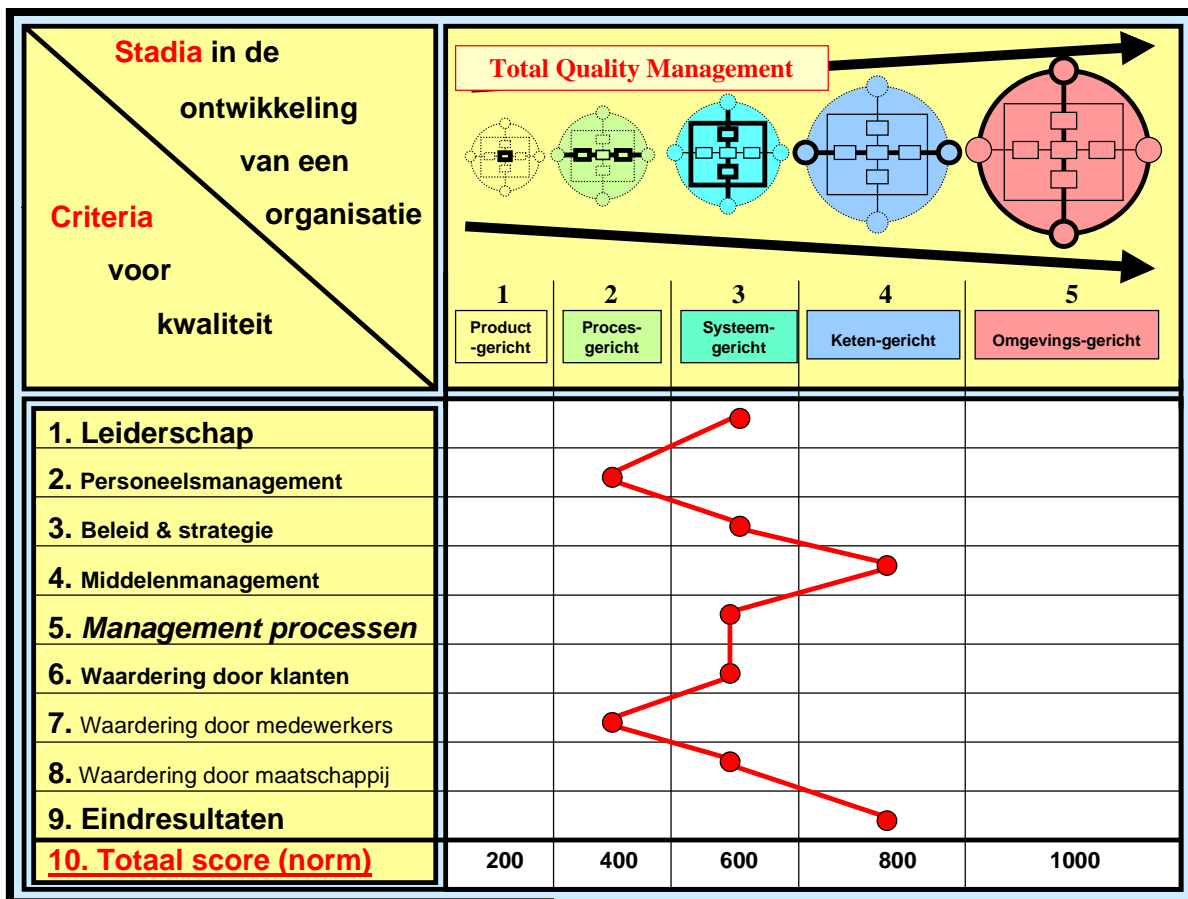 Stadia in de
ontwikkeling
van een
organisatie
Criteria
voor
kwaliteit
Total Quality Management
1
2
3
4
5
Product
-gericht
Proces-
gericht
Systeem-
gericht
Keten-gericht
Omgevings-gericht
1. Leiderschap
2. Personeelsmanagement
3. Beleid & strategie
4. Middelenmanagement
5. Management processen
6. Waardering door klanten
7. Waardering door medewerkers
8. Waardering door maatschappij
9. Eindresultaten
10. Totaal score (norm)
200
400
600
800
1000